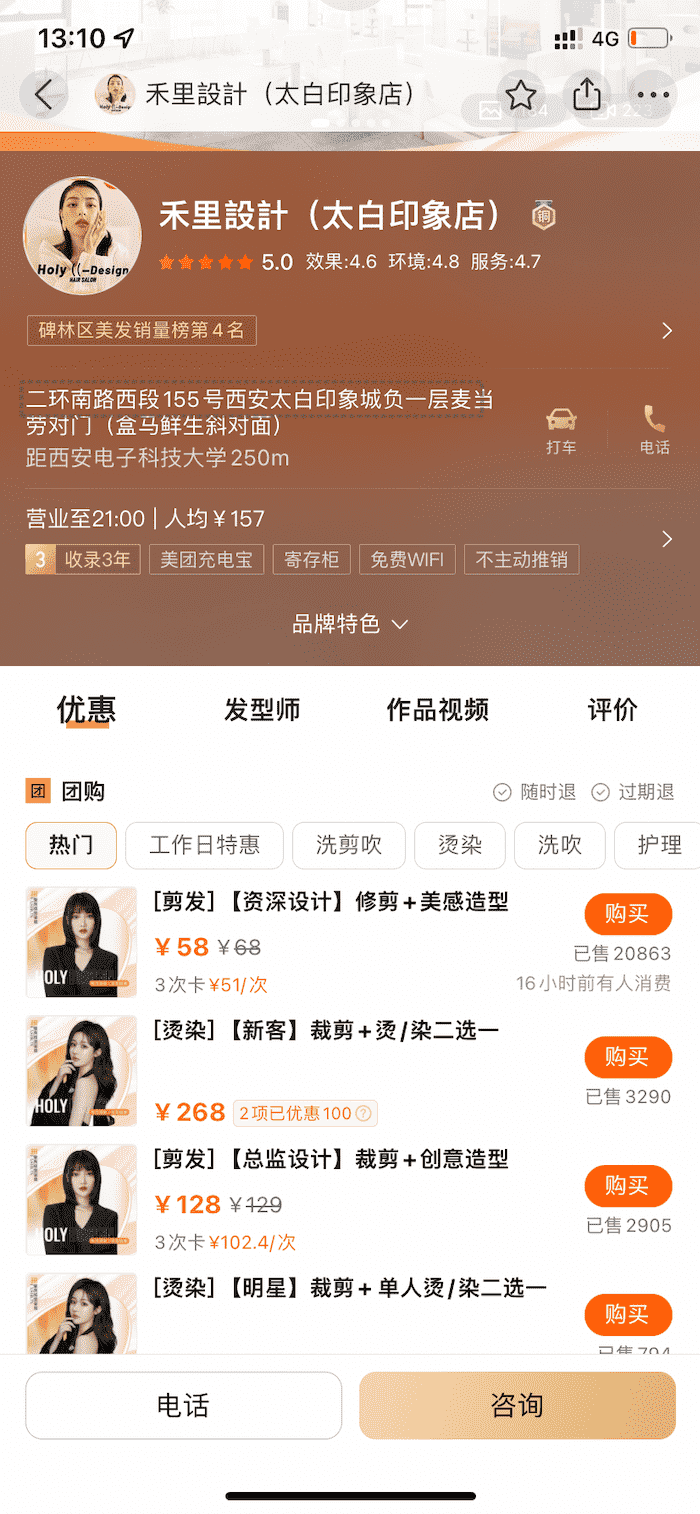 13:10
4G
禾里設計（太白印象店）
禾里設計（太白印象店）
铜
Holy ((-Design
HAIR SALON
5.0 效果:4.6 环境:4.8 服务:4.7
碑林区美发销量榜第4名
二环南路西段155号西安太白印象城负一层麦当
劳对门（盒马鲜生斜对面）
距西安电子科技大学250m
打车
电话
营业至21:00 | 人均￥157
3 收录3年
美团充电宝
寄存柜
免费WIFI
不主动推销
品牌特色
优惠
发型师
作品视频
评价
团 团购
随时退
过期退
热门
工作日特惠
洗剪吹
烫染
洗吹
护理
[剪发]【资深设计】修剪+美感造型
购买
￥58 ￥68
已售20863
3次卡￥51/次
16小时前有人消费
HOLY
[烫染]【新客】裁剪+烫/染二选一
购买
￥268 2项已优惠100
已售3290
HOLY
[剪发]【总监设计】裁剪+创意造型
购买
￥128 ￥129
已售2905
3次卡￥102.4/次
HOLY
[烫染]【明星】裁剪+单人烫/染二选一
购买
已售794
电话
咨询